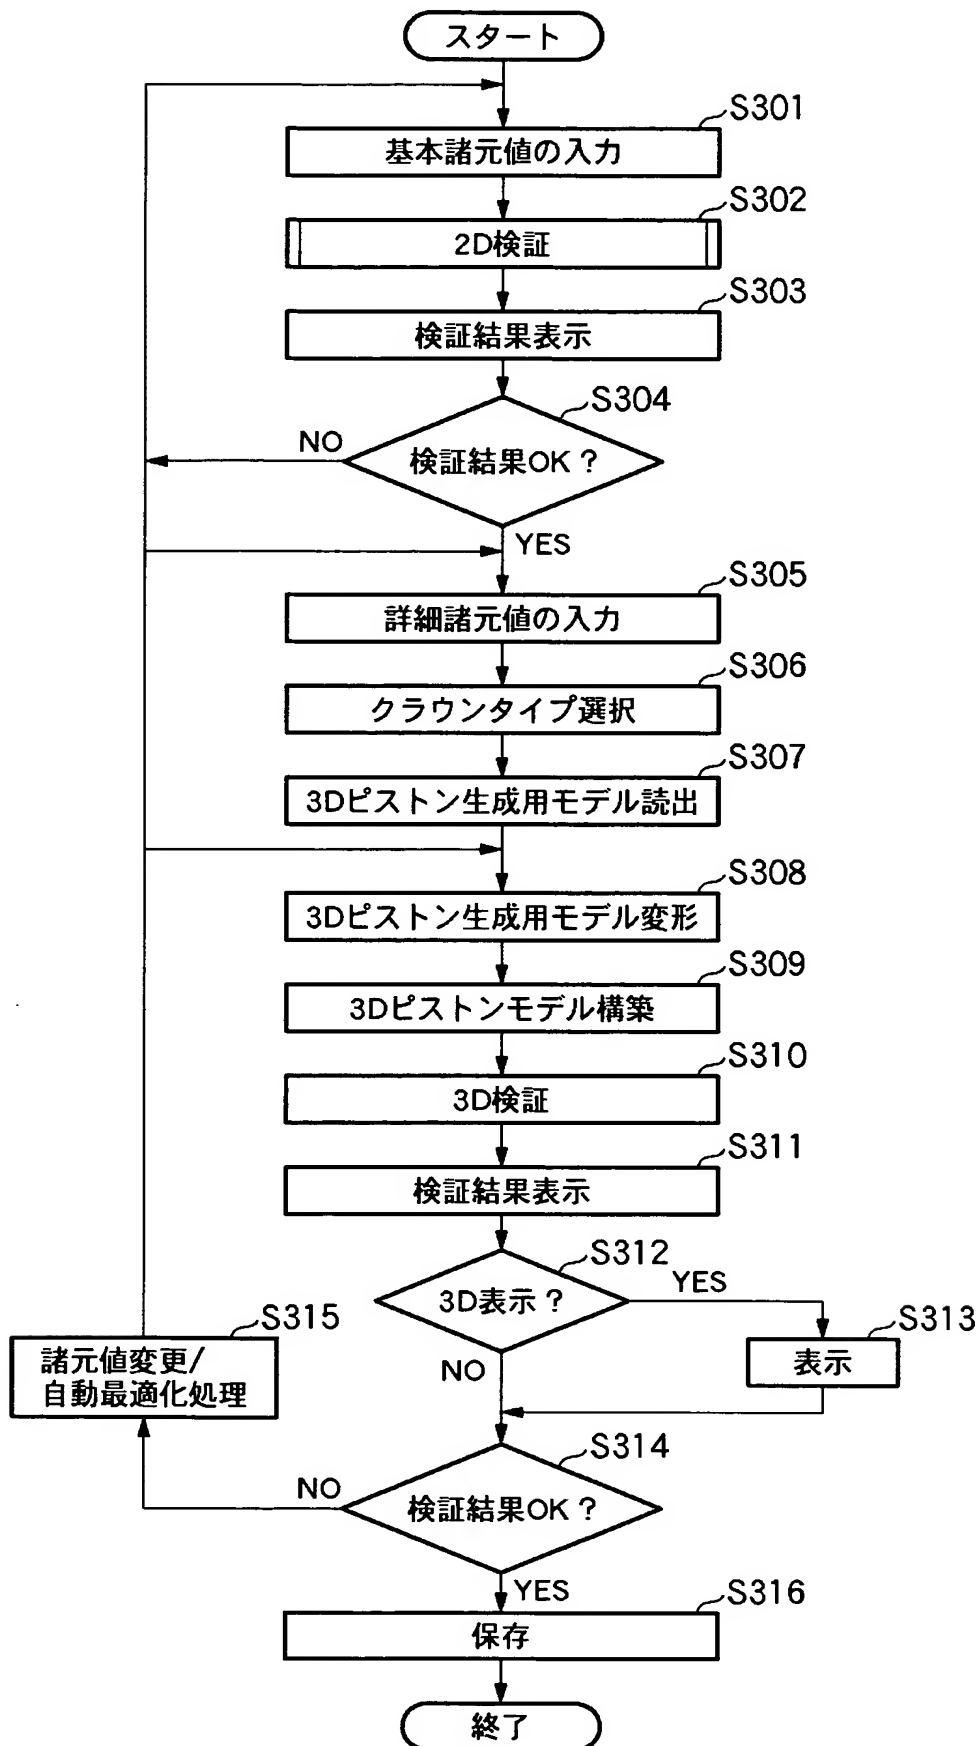 スタート
S301
基本諸元値の入力
S302
2D検証
S303
検証結果表示
S304
NO
検証結果OK？
YES
S305
詳細諸元値の入力
S306
クラウンタイプ選択
S307
3Dピストン生成用モデル読出
S308
3Dピストン生成用モデル変形
S309
3Dピストンモデル構築
S310
3D検証
S311
検証結果表示
S312
3D表示？
YES
S313
表示
NO
S315
諸元値変更/
自動最適化処理
S314
NO
検証結果OK？
YES
S316
保存
終了